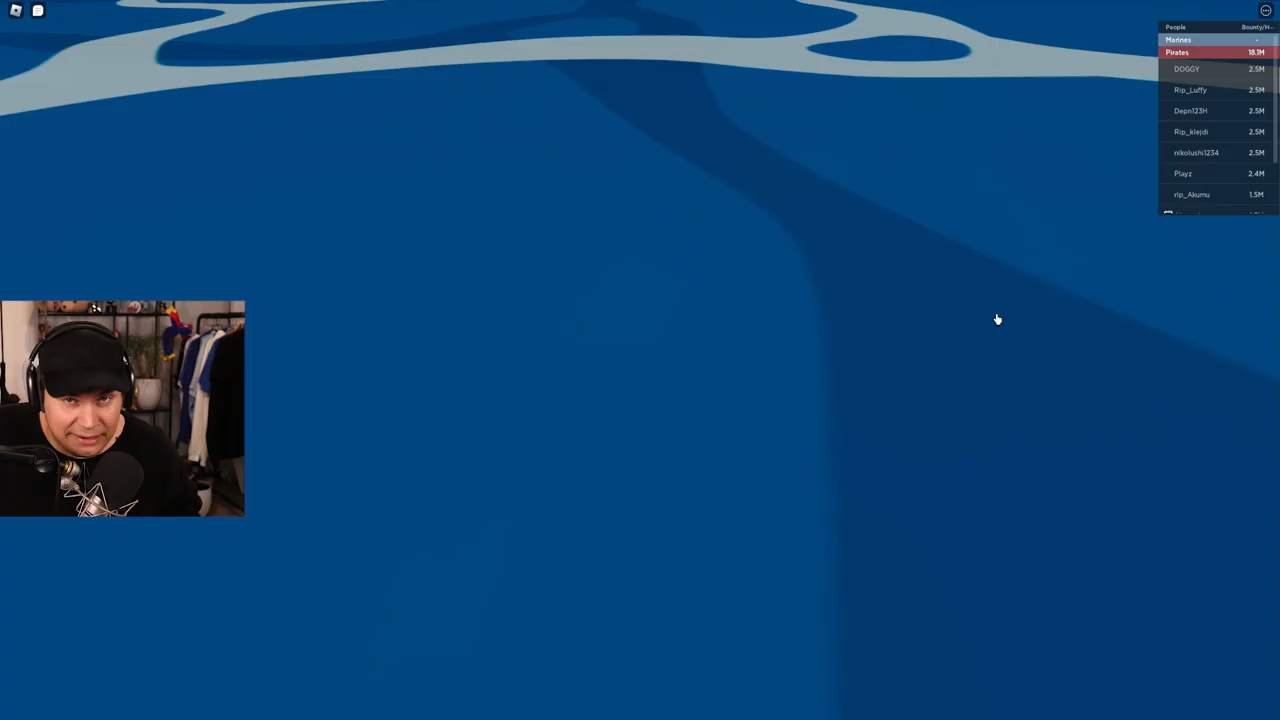 People Bounty/H...
Marines -
Pirates 18.1M
DOGGY 2.5M
Rip_Luffy 2.5M
Depn123H 2.5M
Rip_klejdi 2.5M
nikolushi1234 2.5M
Playz 2.4M
rip_Akumu 1.5M